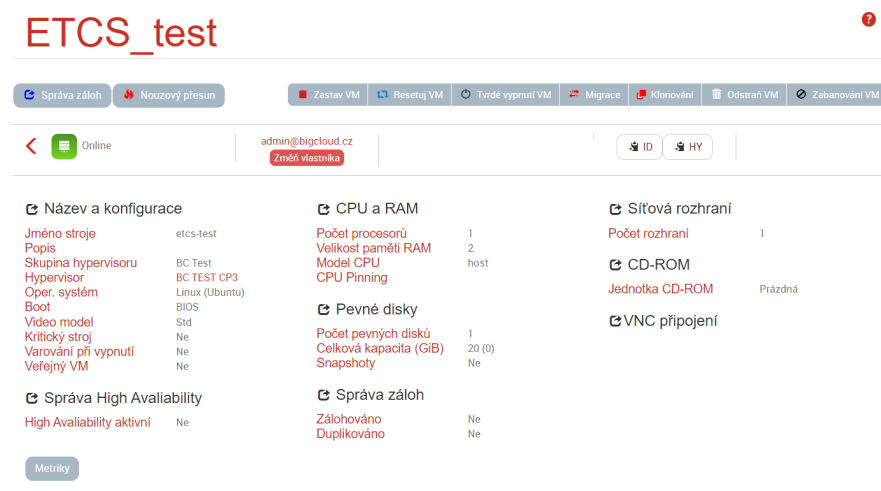 ETCS_test
Správa záloh
Nouzový přesun
Zastav VM
Resetuj VM
Tvrdé vypnutí VM
Migrace
Klonování
Odstraň VM
Zabanování VM
Online
admin@bigcloud.cz
Změň vlastníka
ID
HY
Název a konfigurace
Jméno stroje etcs-test
Popis
Skupina hypervisoru BC Test
Hypervisor BC TEST CP3
Oper. systém Linux (Ubuntu)
Boot BIOS
Video model Std
Kritický stroj Ne
Varování při vypnutí Ne
Veřejný VM Ne
Správa High Avaliability
High Avaliability aktivní Ne
Metriky
CPU a RAM
Počet procesorů 1
Velikost paměti RAM 2
Model CPU host
CPU Pinning
Pevné disky
Počet pevných disků 1
Celková kapacita (GiB) 20 (0)
Snapshoty Ne
Správa záloh
Zálohováno Ne
Duplikováno Ne
Síťová rozhraní
Počet rozhraní 1
CD-ROM
Jednotka CD-ROM Prázdná
VNC připojení